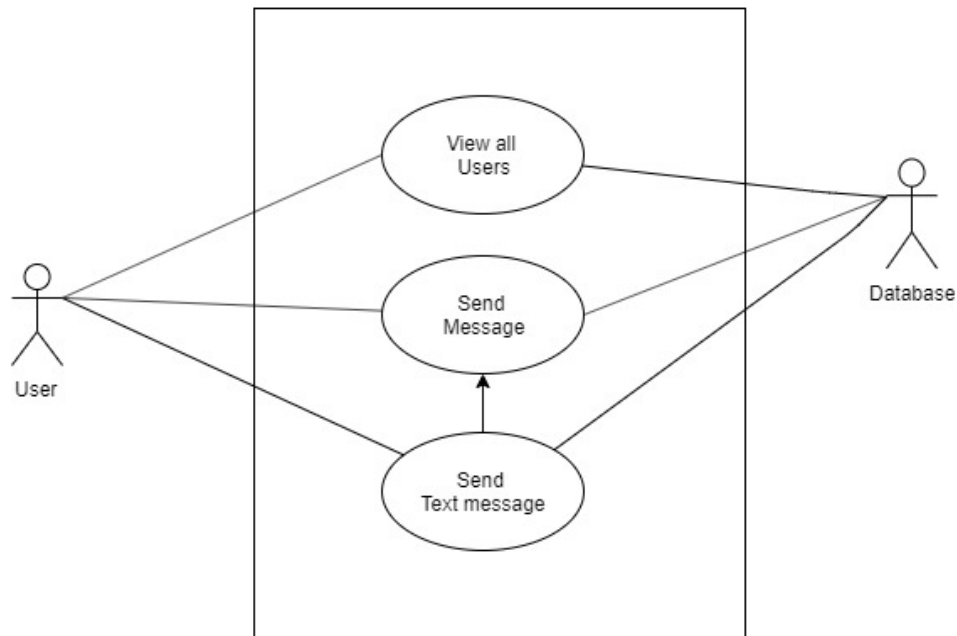 View all
Users
Send
Message
Send
Text message
User
Database